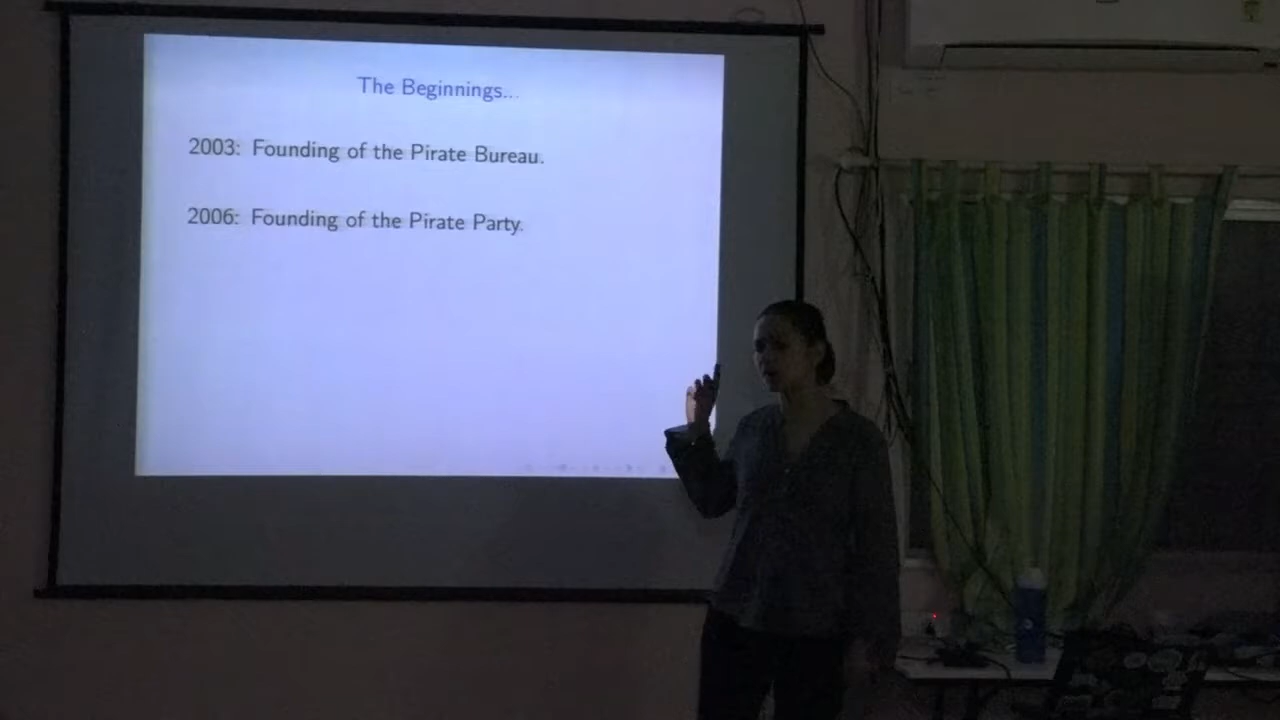 The Beginnings...
2003: Founding of the Pirate Bureau.
2006: Founding of the Pirate Party.